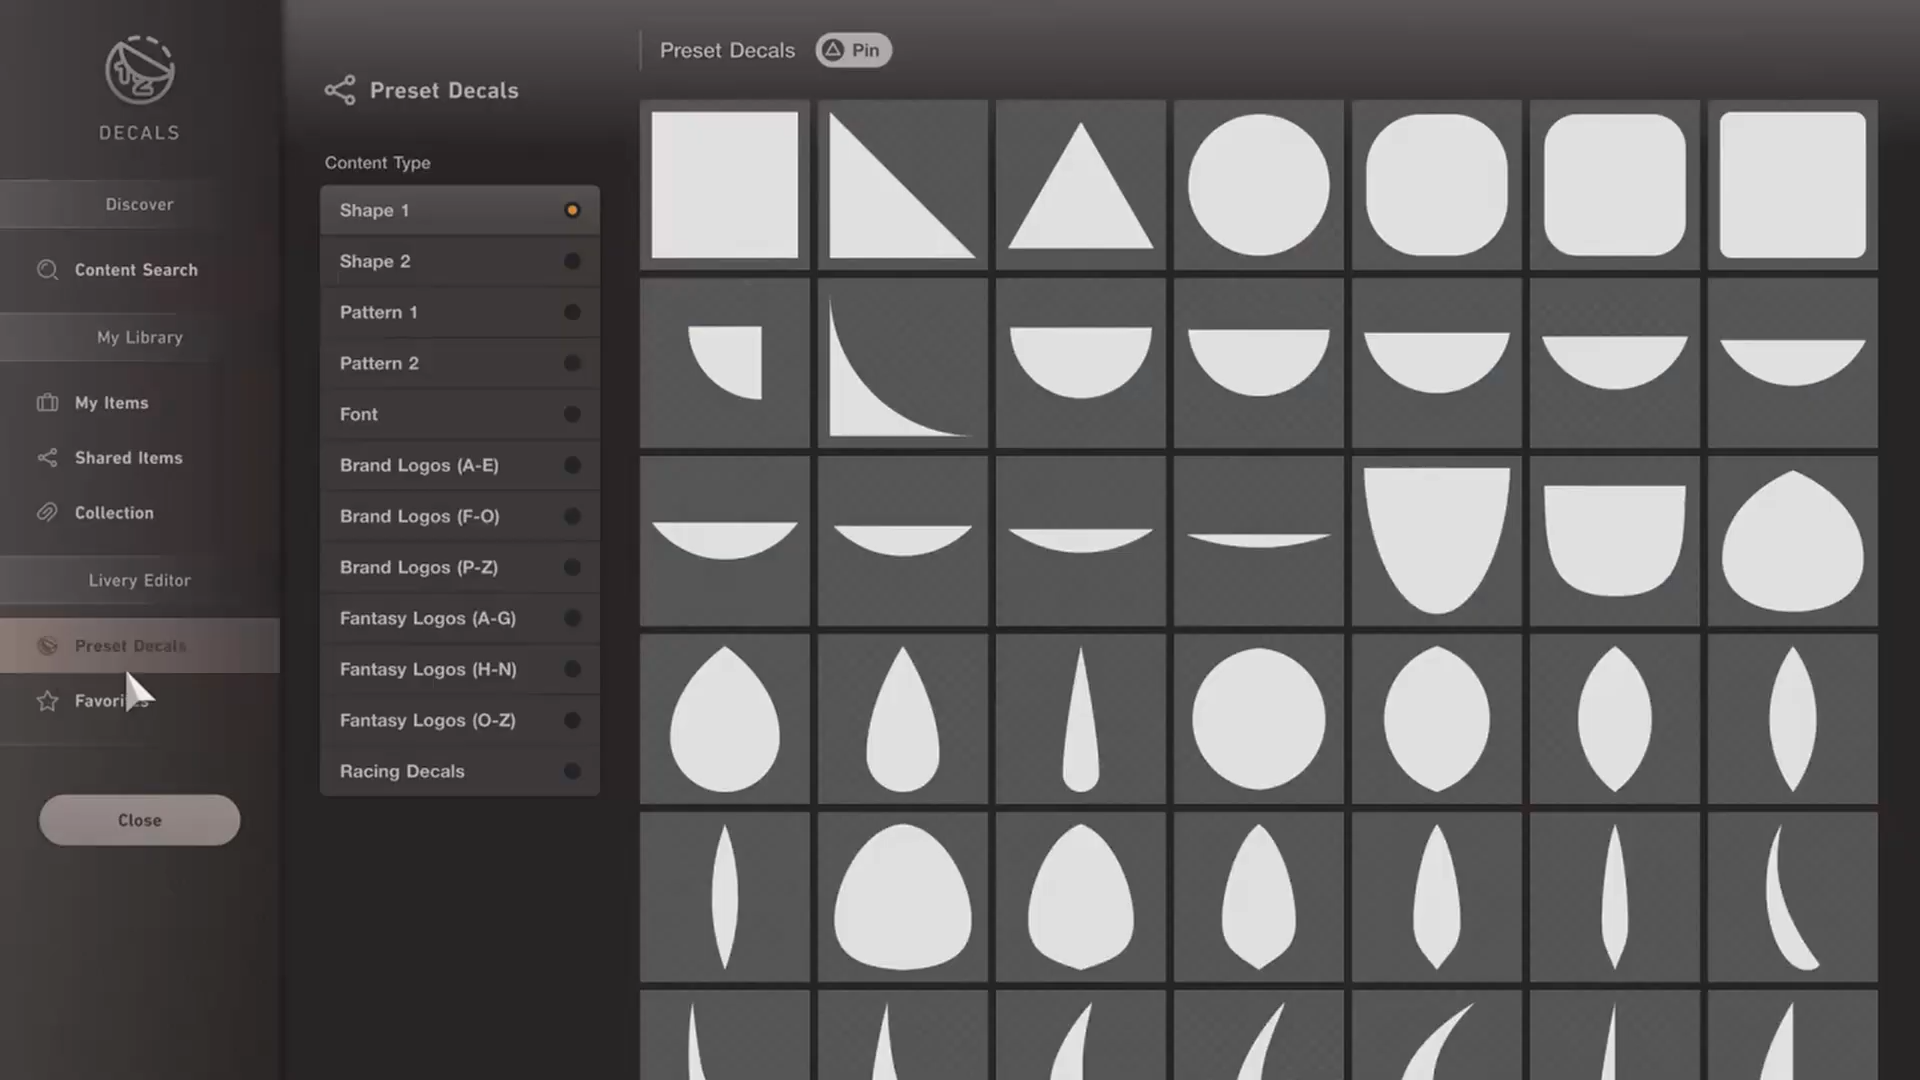 DECALS
Discover
Content Search
My Library
My Items
Shared Items
Collection
Livery Editor
Preset Decals
Close
Preset Decals
Content Type
Shape 1
Shape 2
Pattern 1
Pattern 2
Font
Brand Logos (A-E)
Brand Logos (F-O)
Brand Logos (P-Z)
Fantasy Logos (A-G)
Fantasy Logos (H-N)
Fantasy Logos (O-Z)
Racing Decals
Preset Decals
Pin